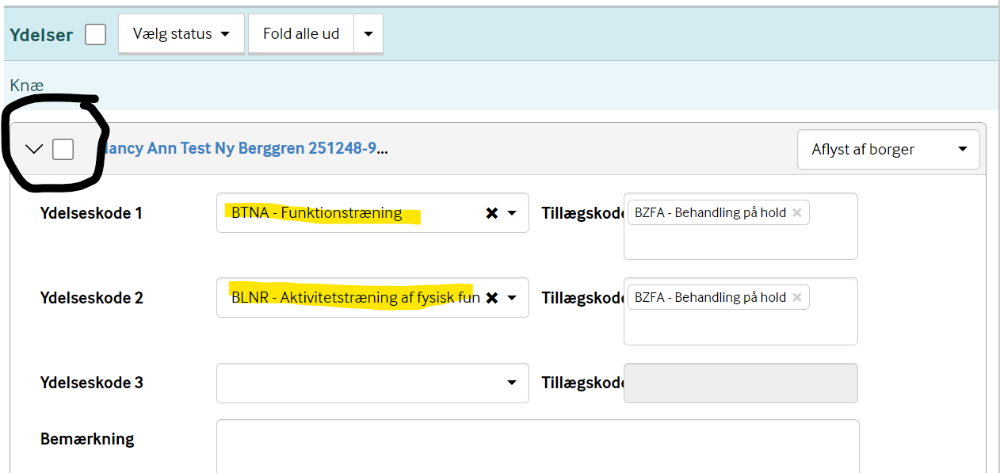 Ydelser Vælg status Fold alle ud
Knæ
ancy Ann Test Ny Berggren 251248-9... Aflyst af borger
Ydelseskode 1 BTNA - Funktionstræning Tillægskode BZFA - Behandling på hold
Ydelseskode 2 BLNR - Aktivitetstræning af fysisk fun Tillægskode BZFA - Behandling på hold
Ydelseskode 3 Tillægskode
Bemærkning